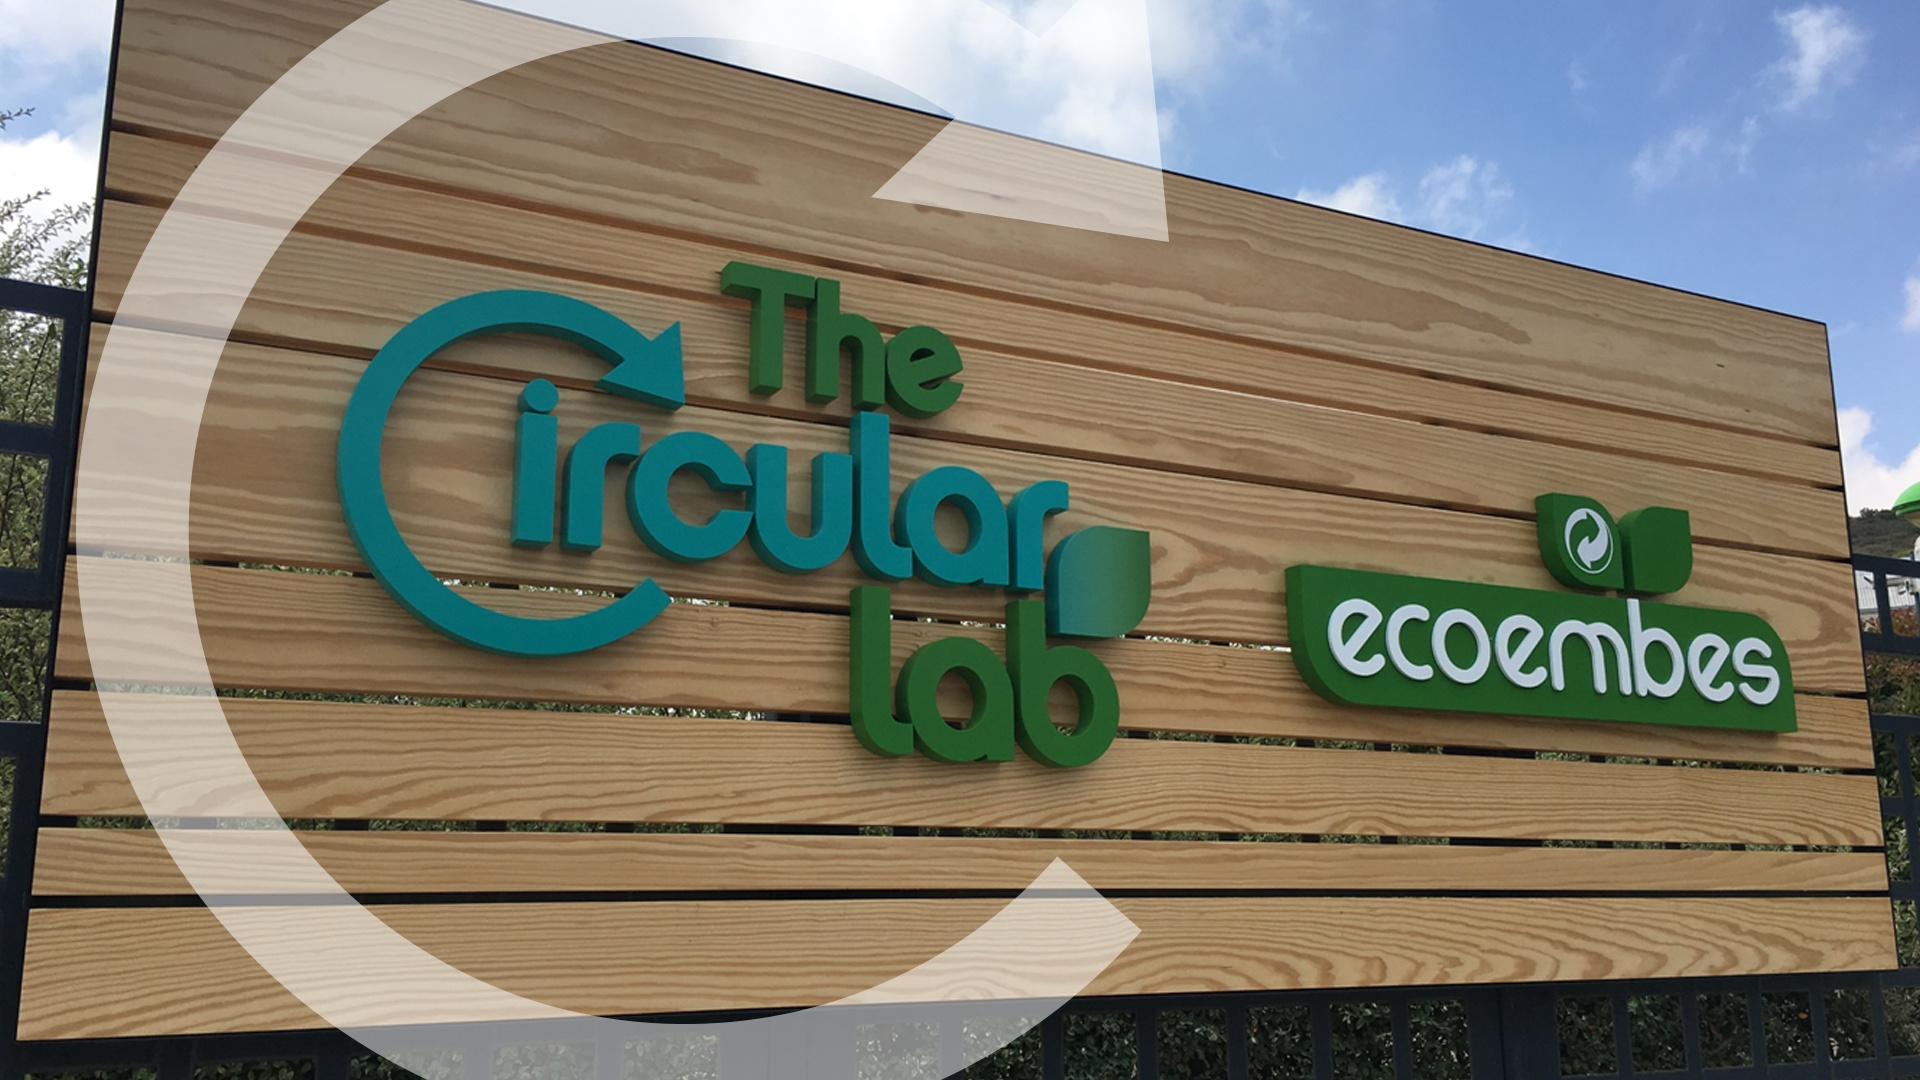 The
Circular
lab
ecoembes